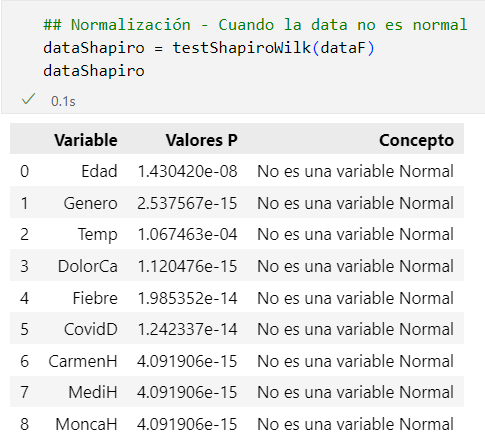 ## Normalización - Cuando la data no es normal
dataShapiro = testShapiroWilk(dataF)
dataShapiro
0.1s
Variable Valores P Concepto
0 Edad 1.430420e-08 No es una variable Normal
1 Genero 2.537567e-15 No es una variable Normal
2 Temp 1.067463e-04 No es una variable Normal
3 DolorCa 1.120476e-15 No es una variable Normal
4 Fiebre 1.985352e-14 No es una variable Normal
5 CovidD 1.242337e-14 No es una variable Normal
6 CarmenH 4.091906e-15 No es una variable Normal
7 MediH 4.091906e-15 No es una variable Normal
8 MoncaH 4.091906e-15 No es una variable Normal